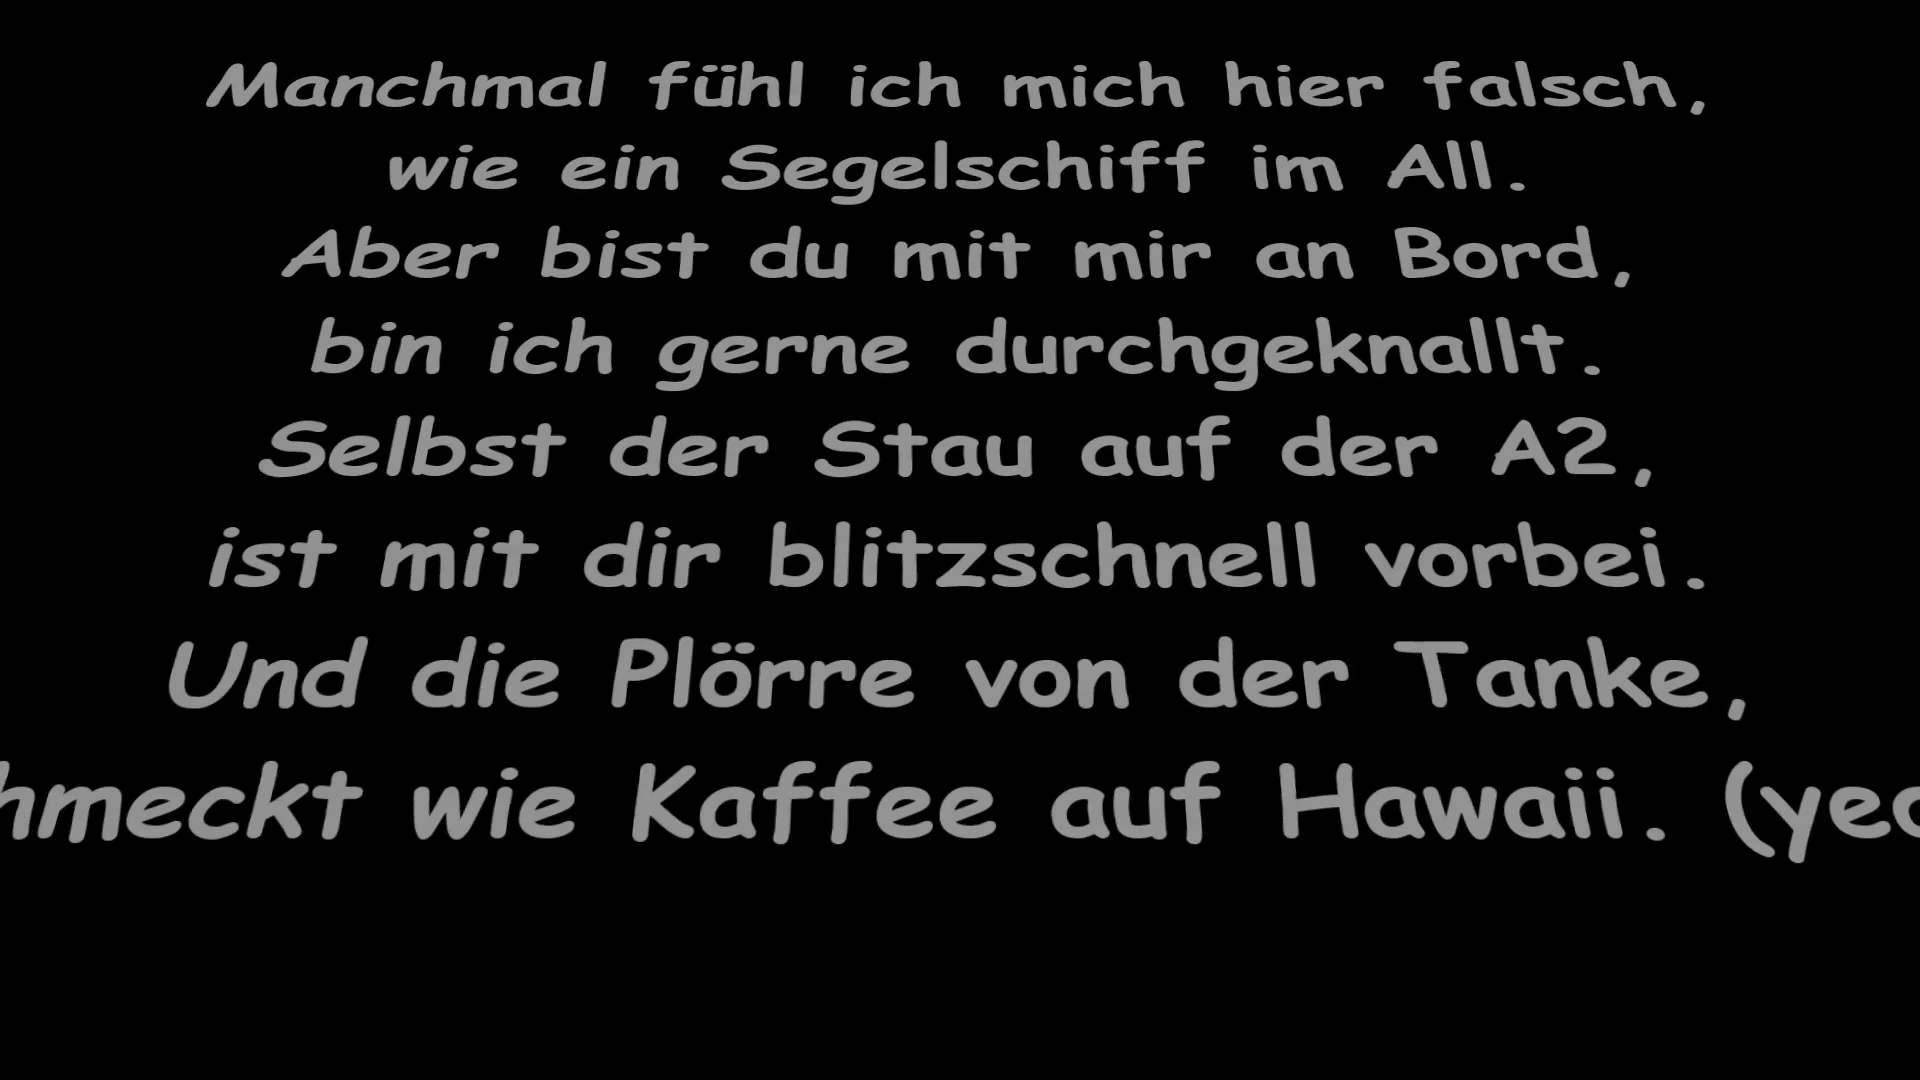 Manchmal fühl ich mich hier falsch,
wie ein Segelschiff im All.
Aber bist du mit mir an Bord,
bin ich gerne durchgeknallt.
Selbst der Stau auf der A2,
ist mit dir blitzschnell vorbei.
Und die Plörre von der Tanke,
wie Kaffee auf Hawaii.